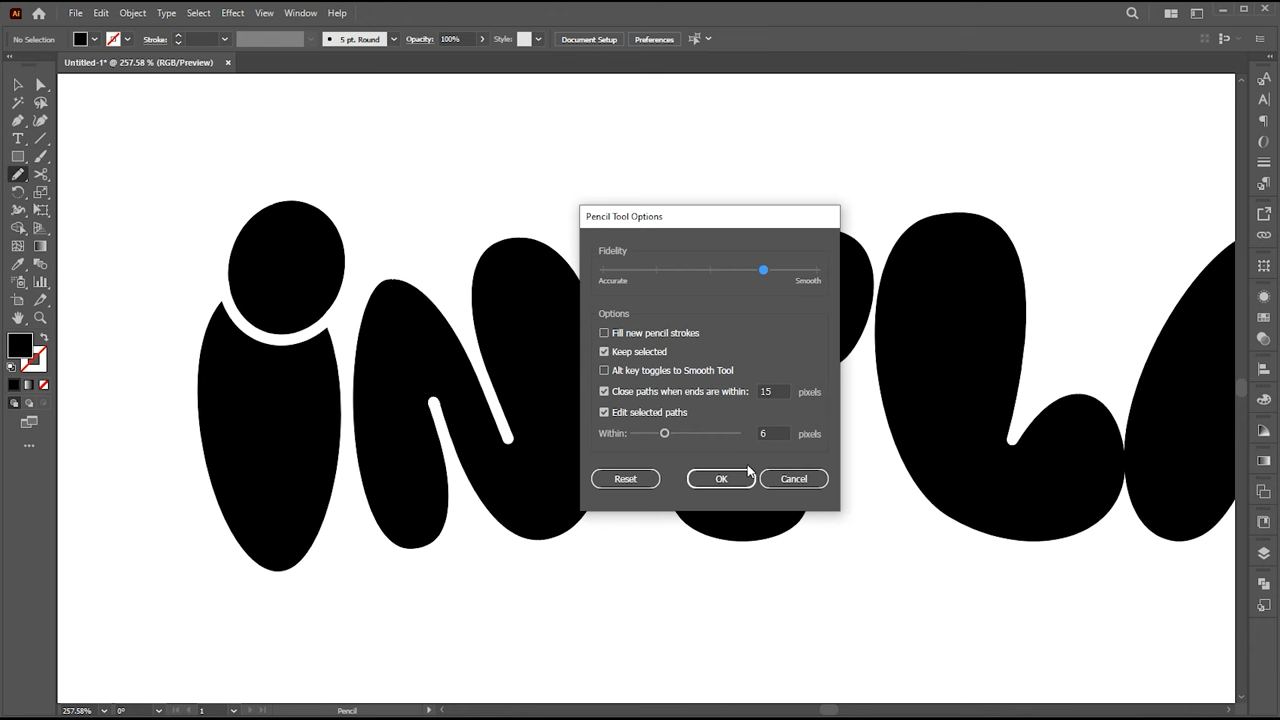 Ai File Edit Object Type Select Effect View Window Help
No Selection Stroke: 5 pt. Round Opacity: 100% Style: Document Setup Preferences
Untitled-1* @ 257.58 % (RGB/Preview) ×
Pencil Tool Options
Fidelity
Accurate Smooth
Options
Fill new pencil strokes
Keep selected
Alt key toggles to Smooth Tool
Close paths when ends are within: 15 pixels
Edit selected paths
Within: 6 pixels
Reset OK Cancel
257.58% 0° 1 Pencil